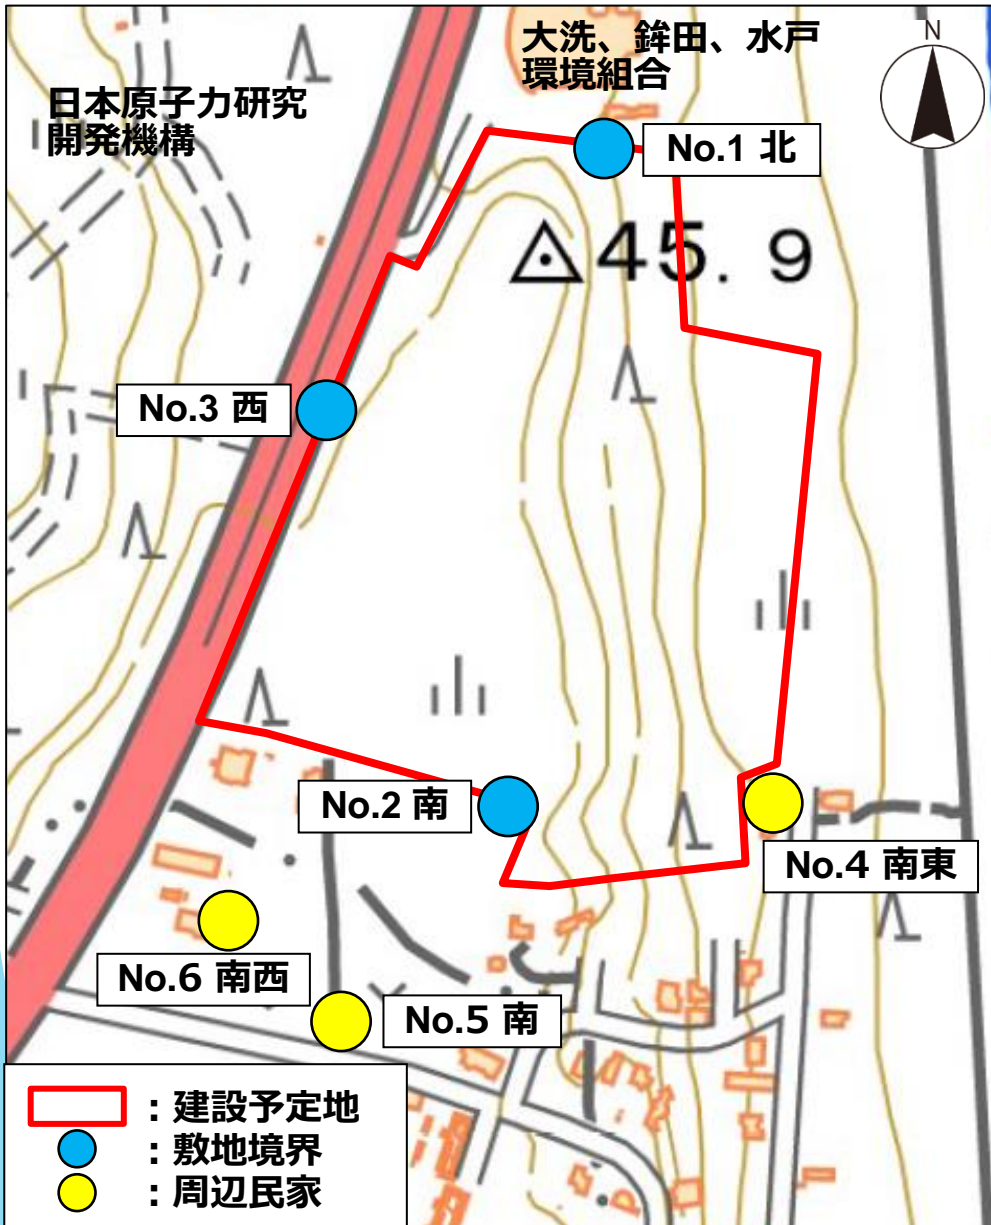 大洗、鉾田、水戸
環境組合
N
日本原子力研究
開発機構
No.1 北
45. 9
No.3 西
No.2 南
No.4 南東
No.6 南西
No.5 南
：建設予定地
：敷地境界
：周辺民家